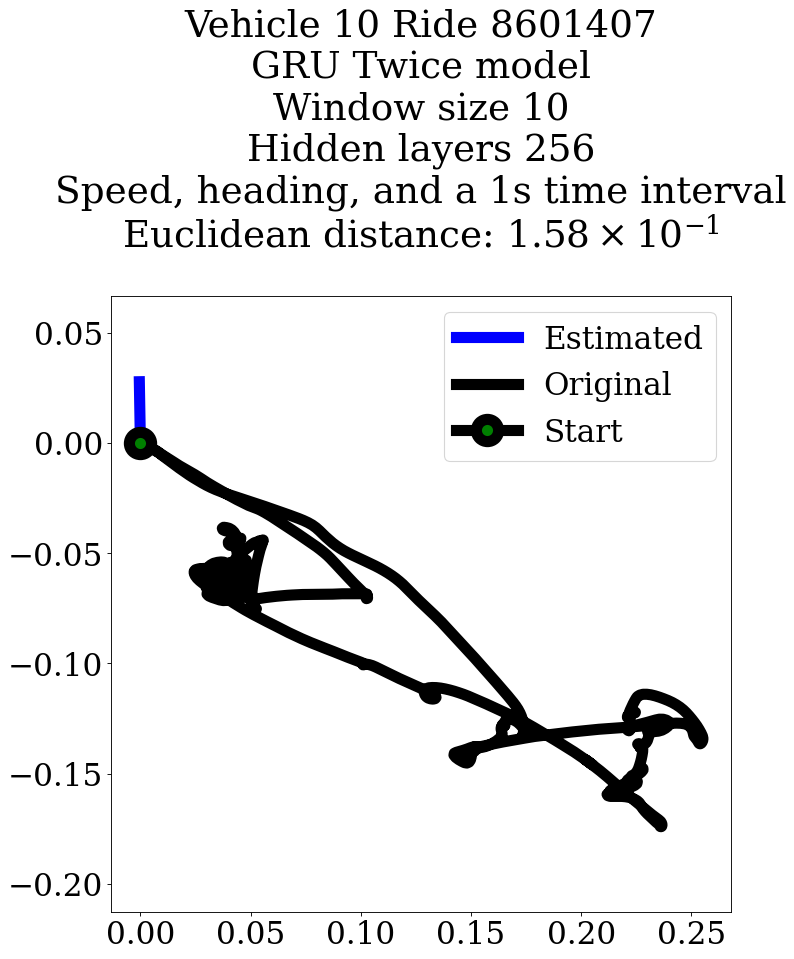 Vehicle 10 Ride 8601407
GRU Twice model
Window size 10
Hidden layers 256
Speed, heading, and a 1s time interval
Euclidean distance: 1.58 × 10⁻¹
Estimated
Original
Start
0.05
0.00
−0.05
−0.10
−0.15
−0.20
0.00 0.05 0.10 0.15 0.20 0.25